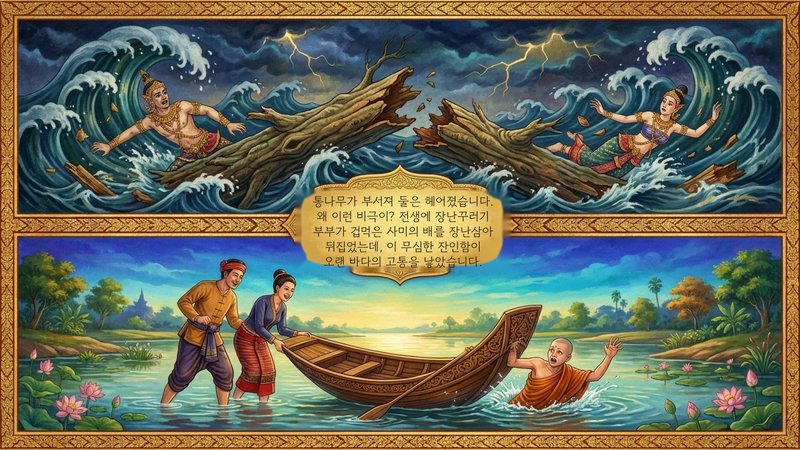 통나무가 부서져 둘은 헤어졌습니다.
왜 이런 비극이? 전생에 장난꾸러기
부부가 겁먹은 사미의 배를 장난삼아
뒤집었는데, 이 무심한 잔인함이
오랜 바다의 고통을 낳았습니다.